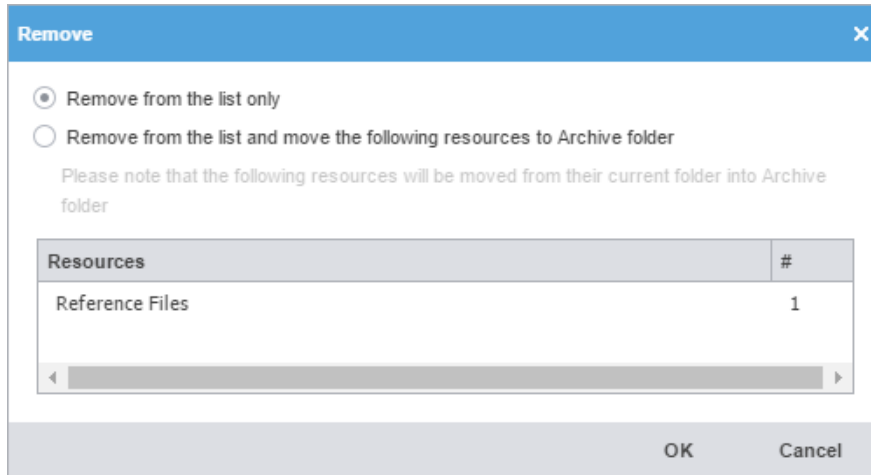 Remove
Remove from the list only
Remove from the list and move the following resources to Archive folder
Please note that the following resources will be moved from their current folder into Archive
folder
Resources #
Reference Files 1
OK Cancel